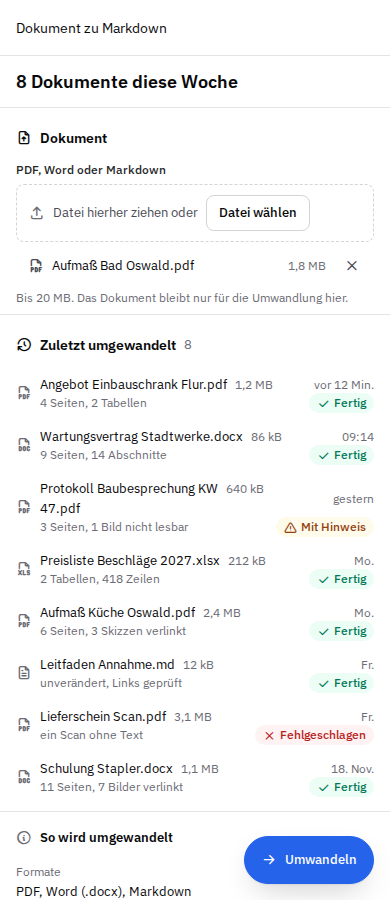 Dokument zu Markdown
8 Dokumente diese Woche
Dokument
PDF, Word oder Markdown
Datei hierher ziehen oder Datei wählen
PDF Aufmaß Bad Oswald.pdf 1,8 MB
Bis 20 MB. Das Dokument bleibt nur für die Umwandlung hier.
Zuletzt umgewandelt 8
PDF Angebot Einbauschrank Flur.pdf 1,2 MB vor 12 Min.
4 Seiten, 2 Tabellen Fertig
DOC Wartungsvertrag Stadtwerke.docx 86 kB 09:14
9 Seiten, 14 Abschnitte Fertig
PDF Protokoll Baubesprechung KW 640 kB gestern
47.pdf
3 Seiten, 1 Bild nicht lesbar Mit Hinweis
XLS Preisliste Beschläge 2027.xlsx 212 kB Mo.
2 Tabellen, 418 Zeilen Fertig
PDF Aufmaß Küche Oswald.pdf 2,4 MB Mo.
6 Seiten, 3 Skizzen verlinkt Fertig
Leitfaden Annahme.md 12 kB Fr.
unverändert, Links geprüft Fertig
PDF Lieferschein Scan.pdf 3,1 MB Fr.
ein Scan ohne Text Fehlgeschlagen
DOC Schulung Stapler.docx 1,1 MB 18. Nov.
11 Seiten, 7 Bilder verlinkt Fertig
So wird umgewandelt
Umwandeln
Formate
PDF, Word (.docx), Markdown